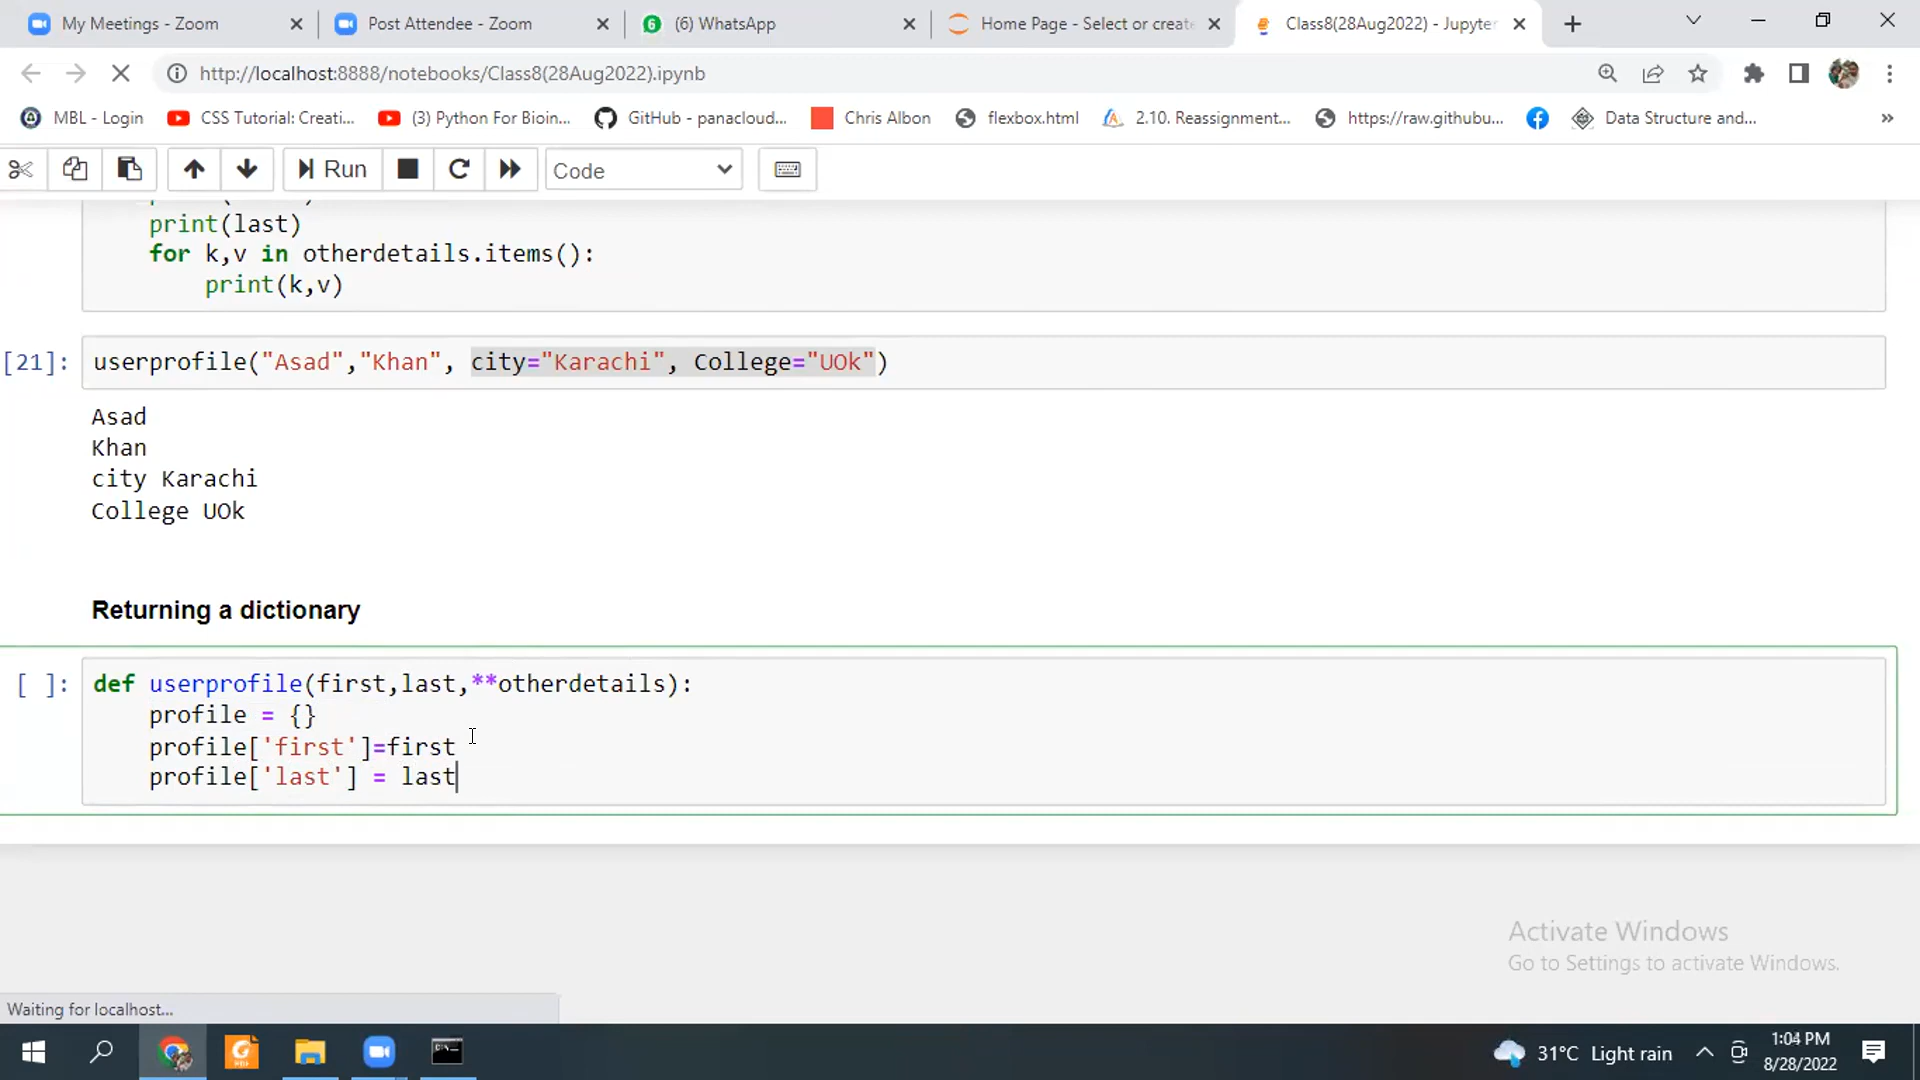 My Meetings - Zoom
Post Attendee - Zoom
6
(6) WhatsApp
Home Page - Select or create
Class8(28Aug2022) - Jupyter
http://localhost:8888/notebooks/Class8(28Aug2022).ipynb
MBL - Login
CSS Tutorial: Creati...
(3) Python For Bioin...
GitHub - panacloud...
Chris Albon
flexbox.html
2.10. Reassignment...
https://raw.githubu...
Data Structure and...
»
Run
Code
print(last)
for k,v in otherdetails.items():
print(k,v)
[21]: userprofile("Asad","Khan", city="Karachi", College="UOk")
Asad
Khan
city Karachi
College UOk
Returning a dictionary
[ ]: def userprofile(first,last,**otherdetails):
profile = {}
profile['first']=first
profile['last'] = last
Activate Windows
Go to Settings to activate Windows.
Waiting for localhost...
31°C Light rain
1:04 PM
8/28/2022